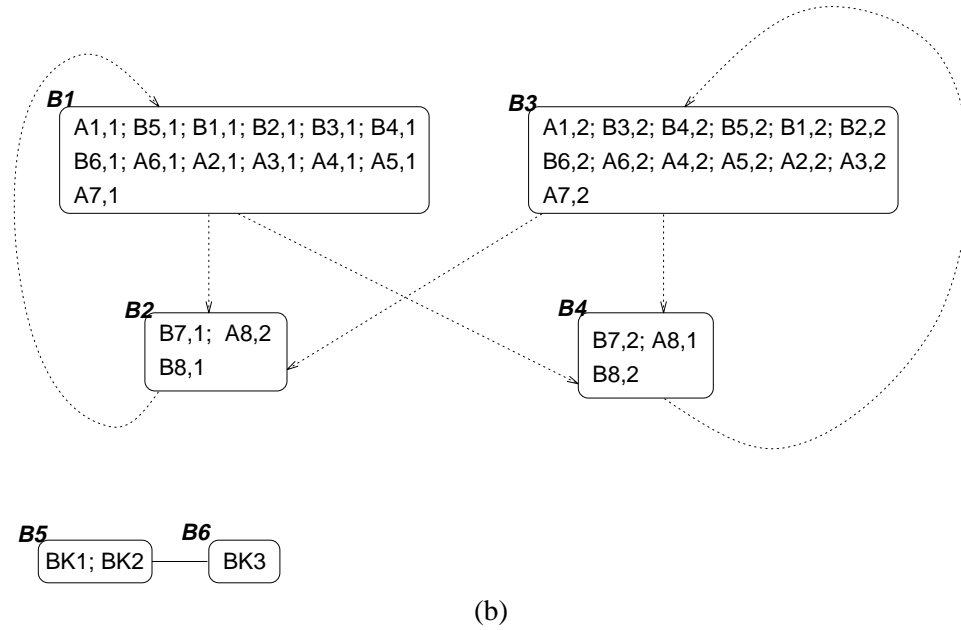 B1
A1,1; B5,1; B1,1; B2,1; B3,1; B4,1
B6,1; A6,1; A2,1; A3,1; A4,1; A5,1
A7,1
B3
A1,2; B3,2; B4,2; B5,2; B1,2; B2,2
B6,2; A6,2; A4,2; A5,2; A2,2; A3,2
A7,2
B2
B7,1; A8,2
B8,1
B4
B7,2; A8,1
B8,2
B5
BK1; BK2
B6
BK3
(b)